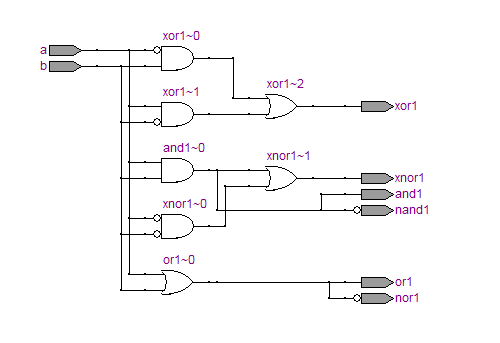 xor1~0
a
b
xor1~1
xor1~2
xor1
and1~0
xnor1~1
xnor1
and1
xnor1~0
nand1
or1~0
or1
nor1